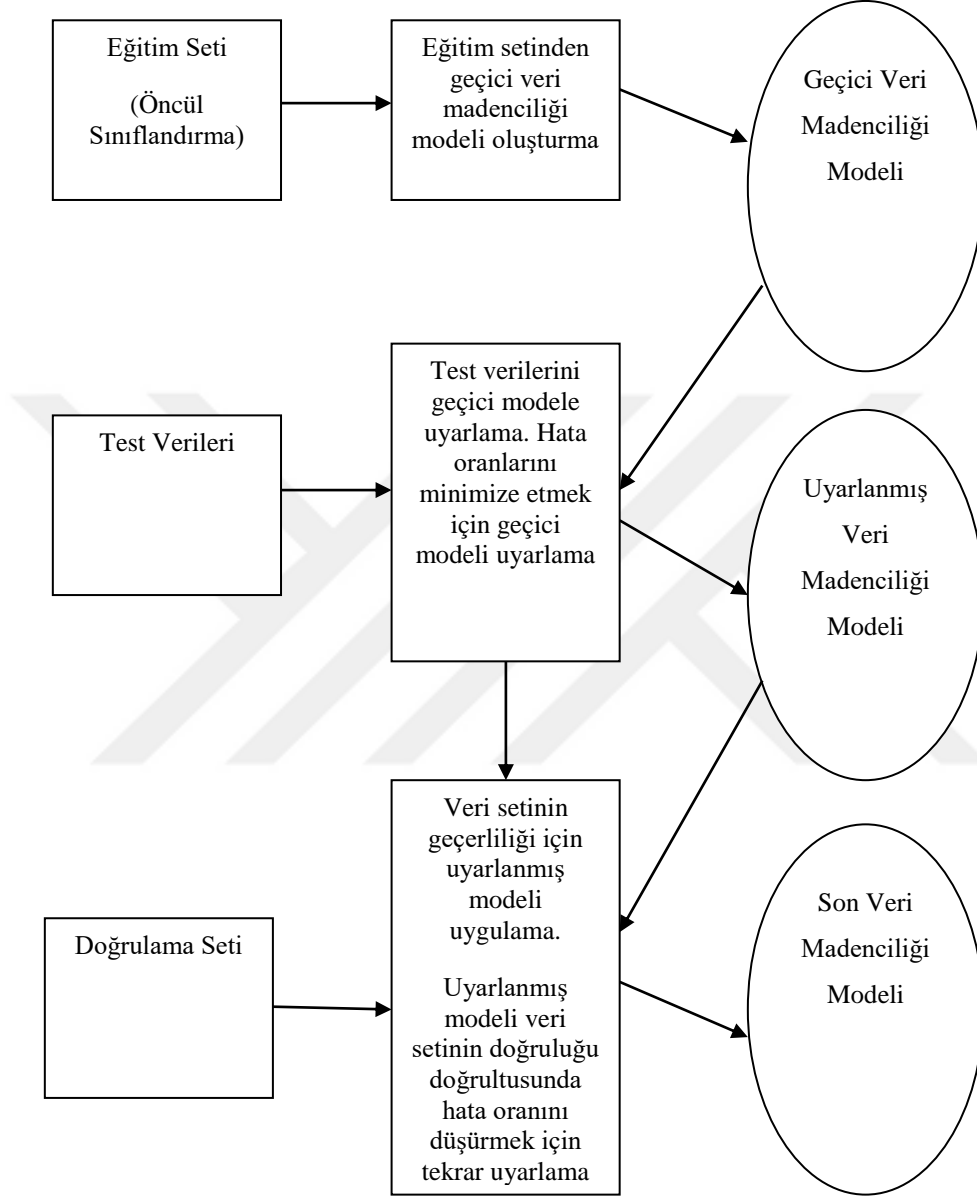 Eğitim Seti
(Öncül
Sınıflandırma)
Eğitim setinden
geçici veri
madenciliği
modeli oluşturma
Geçici Veri
Madenciliği
Modeli
Test Verileri
Test verilerini
geçici modele
uyarlama. Hata
oranlarını
minimize etmek
için geçici
modeli uyarlama
Uyarlanmış
Veri
Madenciliği
Modeli
Doğrulama Seti
Veri setinin
geçerliliği için
uyarlanmış
modeli
uygulama.
Uyarlanmış
modeli veri
setinin doğruluğu
doğrultusunda
hata oranını
düşürmek için
tekrar uyarlama
Son Veri
Madenciliği
Modeli